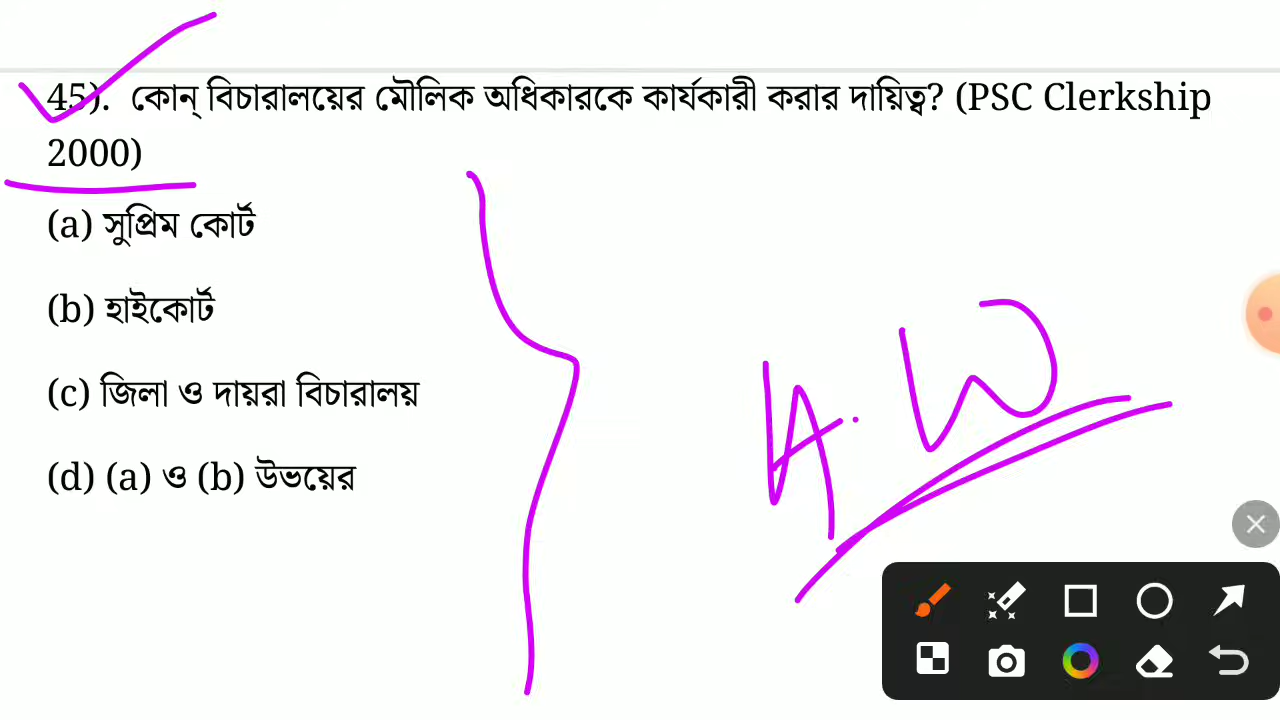 45). কোন্ বিচারালয়ের মৌলিক অধিকারকে কার্যকারী করার দায়িত্ব? (PSC Clerkship
2000)
(a) সুপ্রিম কোর্ট
(b) হাইকোর্ট
(c) জিলা ও দায়রা বিচারালয়
(d) (a) ও (b) উভয়ের
H.W